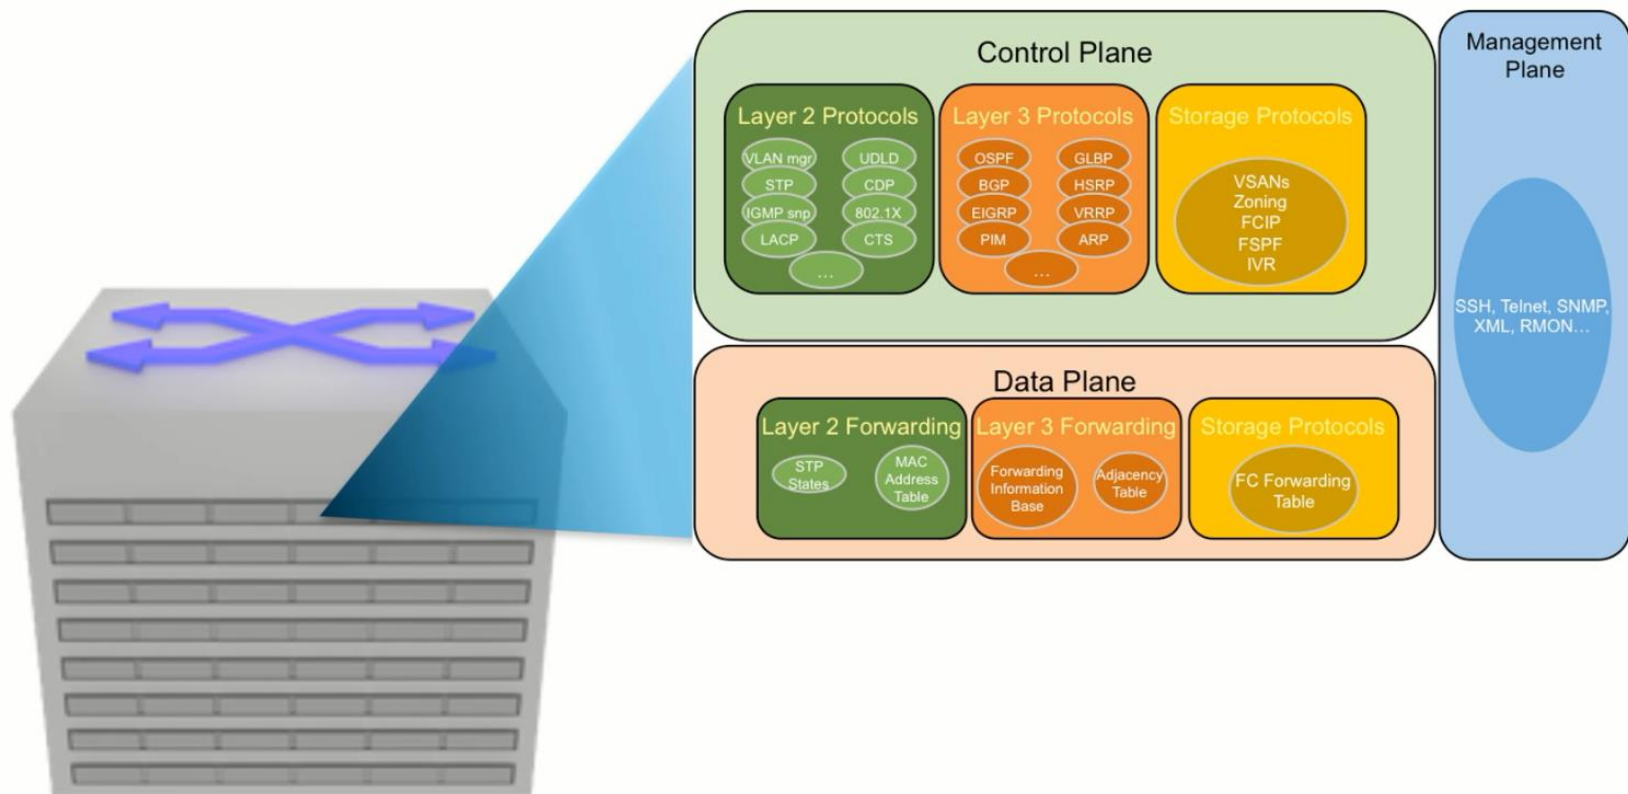 Control Plane
Layer 2 Protocols
VLAN mgr
UDLD
STP
CDP
IGMP snp
802.1X
LACP
CTS
...
Layer 3 Protocols
OSPF
GLBP
BGP
HSRP
EIGRP
VRRP
PIM
ARP
...
Storage Protocols
VSANs
Zoning
FCIP
FSPF
IVR
Data Plane
Layer 2 Forwarding
STP
States
MAC
Address
Table
Layer 3 Forwarding
Forwarding
Information
Base
Adjacency
Table
Storage Protocols
FC Forwarding
Table
Management
Plane
SSH, Telnet, SNMP,
XML, RMON...